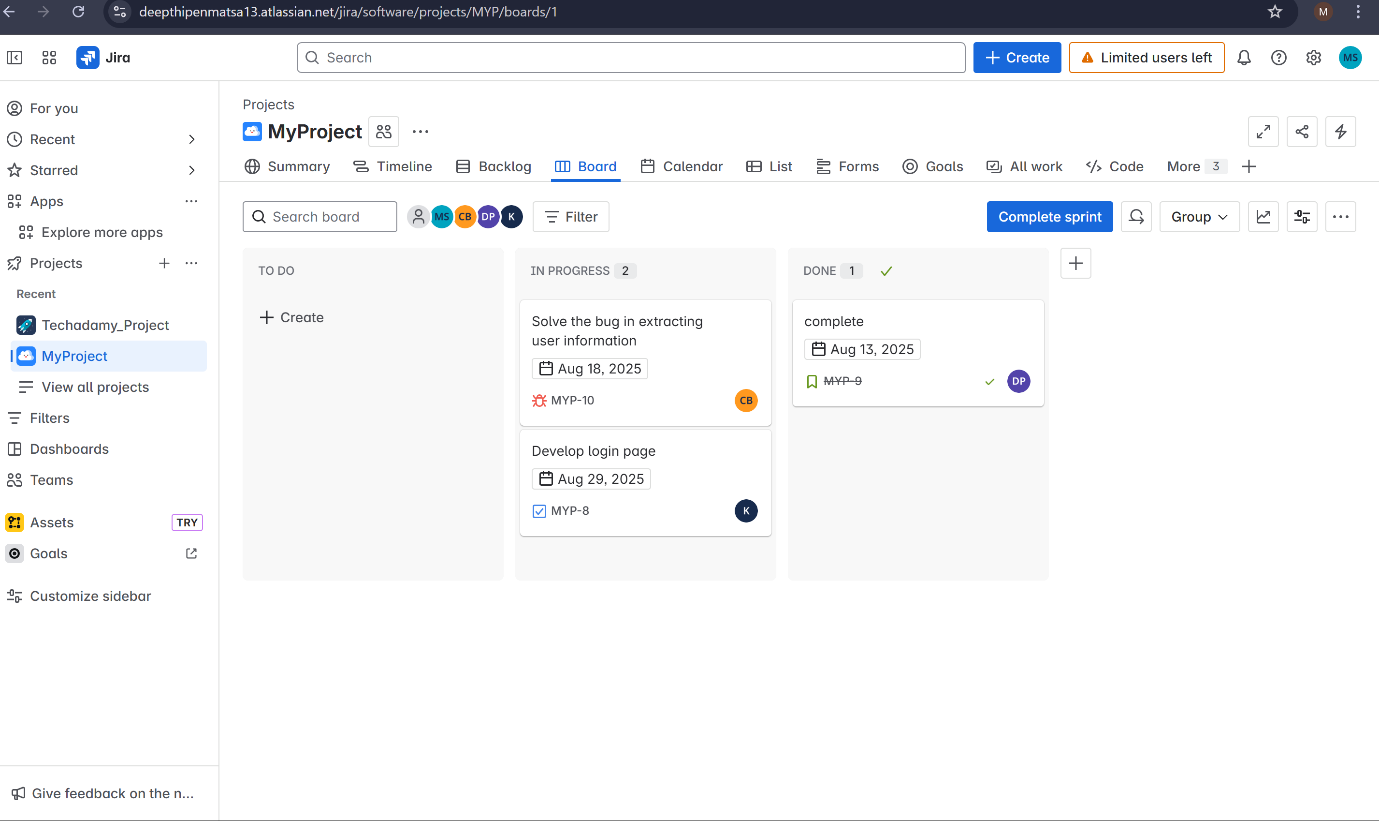 deepthipenmatsa13.atlassian.net/jira/software/projects/MYP/boards/1
M
Jira
Search
Create
Limited users left
MS
For you
Recent
Starred
Apps
Explore more apps
Projects
Recent
Techadamy_Project
MyProject
View all projects
Filters
Dashboards
Teams
Assets
TRY
Goals
Customize sidebar
Give feedback on the n...
Projects
MyProject
Summary
Timeline
Backlog
Board
Calendar
List
Forms
Goals
All work
Code
More 3
Search board
MS
CB
DP
K
Filter
Complete sprint
Group
TO DO
Create
IN PROGRESS 2
Solve the bug in extracting
user information
Aug 18, 2025
MYP-10
CB
Develop login page
Aug 29, 2025
MYP-8
K
DONE 1
complete
Aug 13, 2025
MYP-9
DP